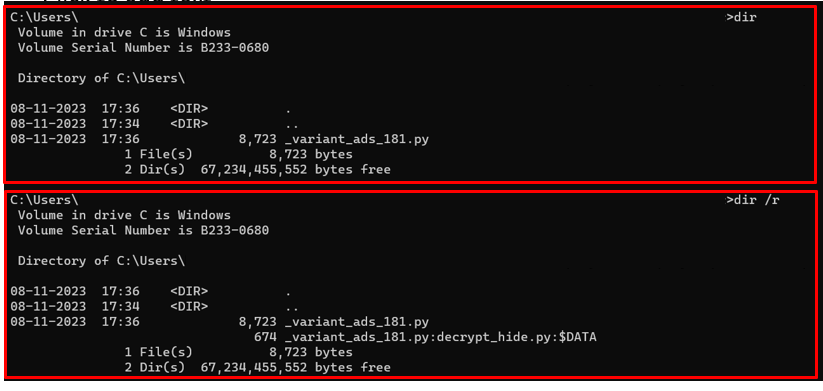 C:\Users\ >dir
Volume in drive C is Windows
Volume Serial Number is B233-0680
Directory of C:\Users\
08-11-2023 17:36 <DIR> .
08-11-2023 17:34 <DIR> ..
08-11-2023 17:36 8,723 _variant_ads_181.py
1 File(s) 8,723 bytes
2 Dir(s) 67,234,455,552 bytes free
C:\Users\ >dir /r
Volume in drive C is Windows
Volume Serial Number is B233-0680
Directory of C:\Users\
08-11-2023 17:36 <DIR> .
08-11-2023 17:34 <DIR> ..
08-11-2023 17:36 8,723 _variant_ads_181.py
674 _variant_ads_181.py:decrypt_hide.py:$DATA
1 File(s) 8,723 bytes
2 Dir(s) 67,234,455,552 bytes free